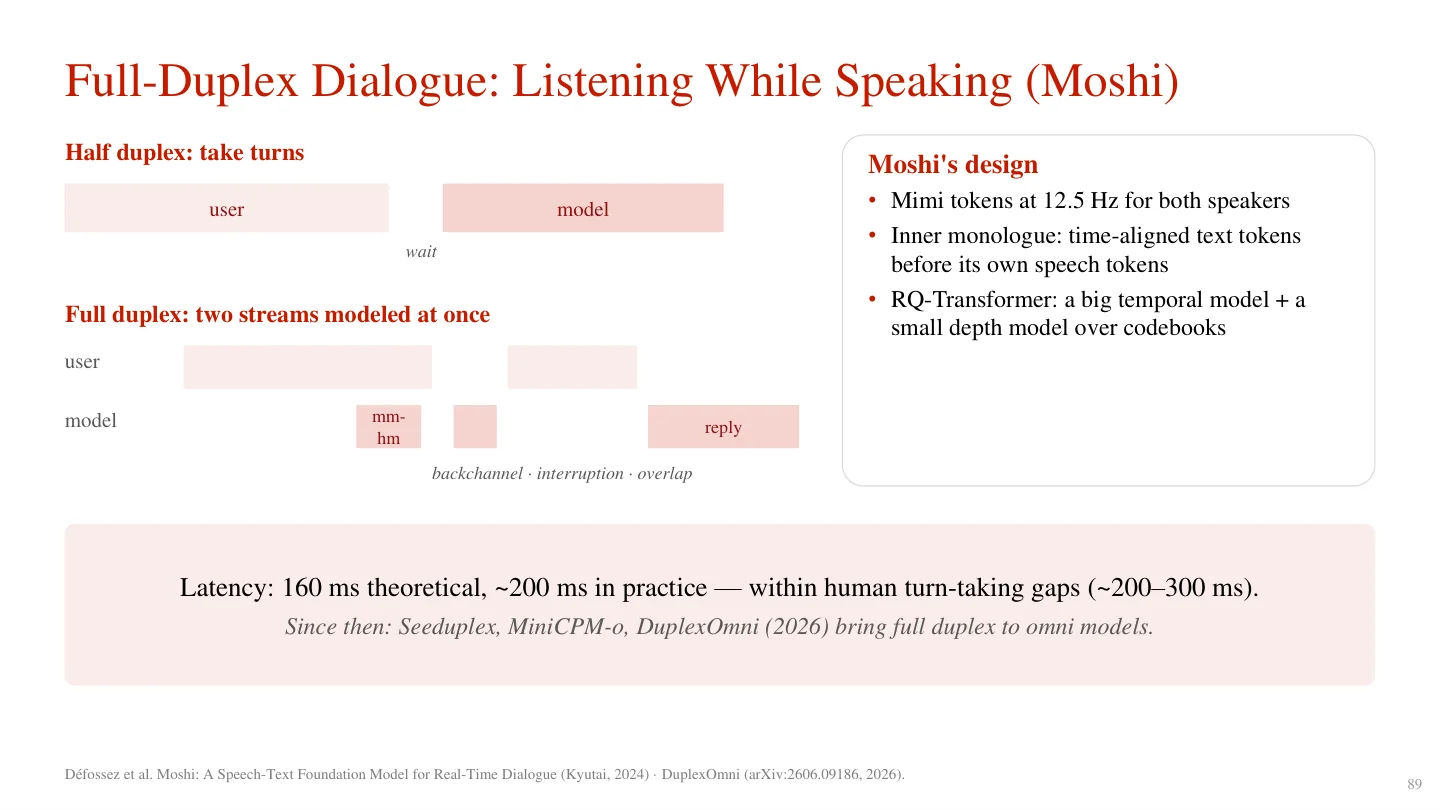 Full-Duplex Dialogue: Listening While Speaking (Moshi)
Half duplex: take turns
user
model
wait
Full duplex: two streams modeled at once
user
model
mm-
hm
reply
backchannel · interruption · overlap
Moshi's design
• Mimi tokens at 12.5 Hz for both speakers
• Inner monologue: time-aligned text tokens
before its own speech tokens
• RQ-Transformer: a big temporal model + a
small depth model over codebooks
Latency: 160 ms theoretical, ~200 ms in practice — within human turn-taking gaps (~200–300 ms).
Since then: Seeduplex, MiniCPM-o, DuplexOmni (2026) bring full duplex to omni models.
Défossez et al. Moshi: A Speech-Text Foundation Model for Real-Time Dialogue (Kyutai, 2024) · DuplexOmni (arXiv:2606.09186, 2026).
89